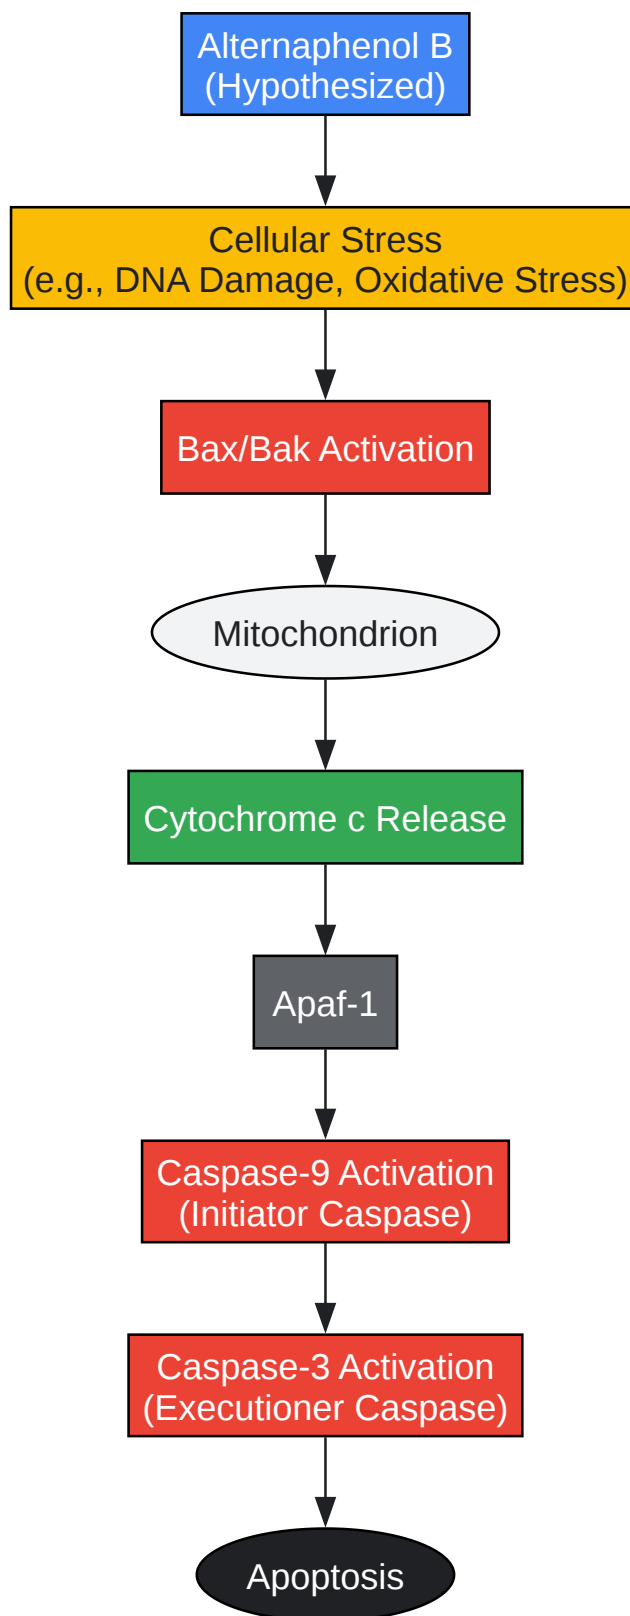 Alternaphenol B
(Hypothesized)
Cellular Stress
(e.g., DNA Damage, Oxidative Stress)
Bax/Bak Activation
Mitochondrion
Cytochrome c Release
Apaf-1
Caspase-9 Activation
(Initiator Caspase)
Caspase-3 Activation
(Executioner Caspase)
Apoptosis